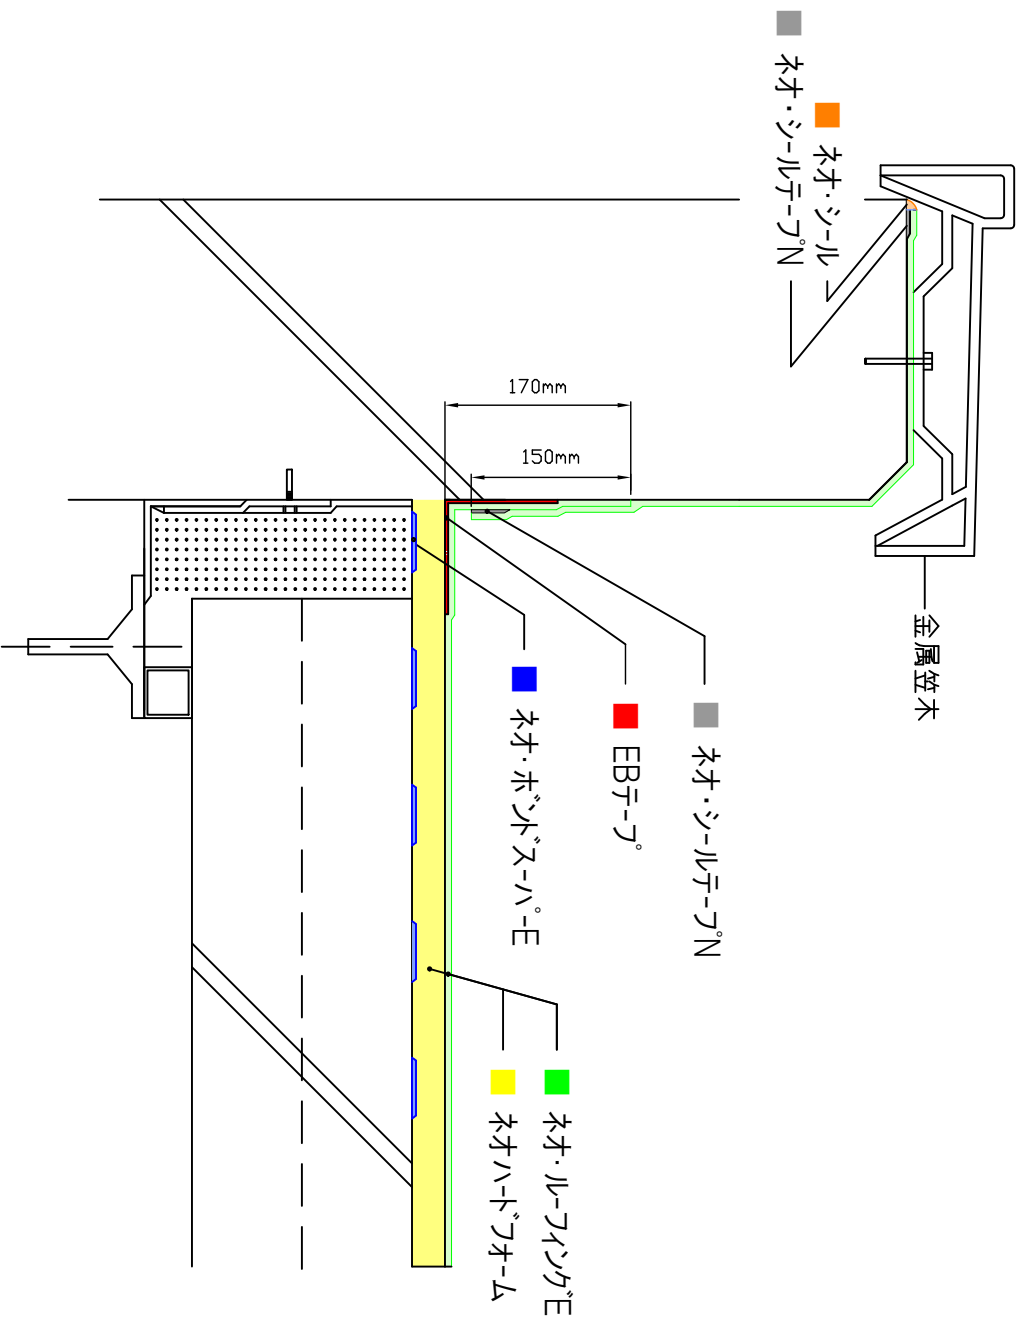 金属笠木
ネオ・シール
ネオ・シールテープN
170mm
150mm
ネオ・シールテープN
EBテープ
ネオ・ボンドスーパーE
ネオ・ルーフィングE
ネオハードフォーム